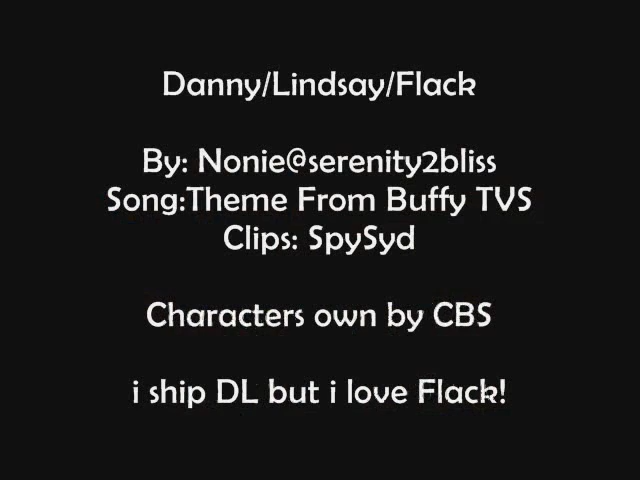 Danny/Lindsay/Flack
By: Nonie@serenity2bliss
Song:Theme From Buffy TVS
Clips: SpySyd
Characters own by CBS
i ship DL but i love Flack!